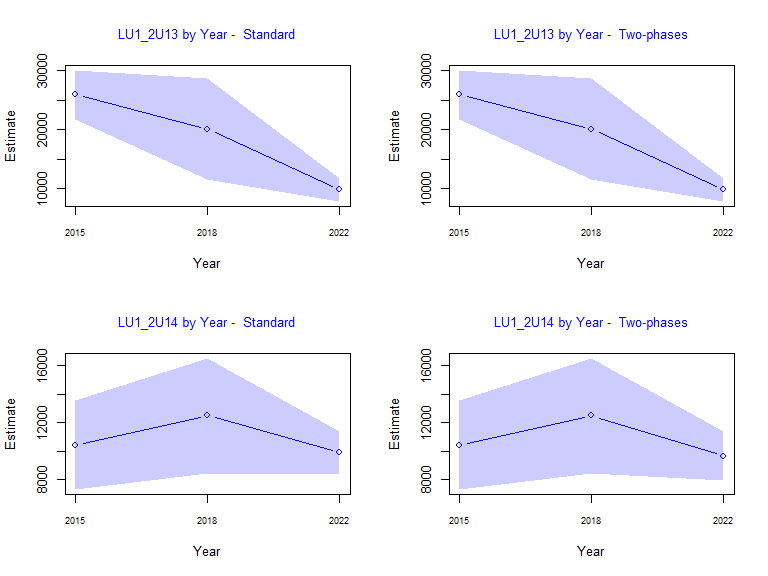 LU1_2U13 by Year -  Standard
Estimate
30000
20000
10000
2015
2018
2022
Year
LU1_2U13 by Year -  Two-phases
Estimate
30000
20000
10000
2015
2018
2022
Year
LU1_2U14 by Year -  Standard
Estimate
16000
12000
8000
2015
2018
2022
Year
LU1_2U14 by Year -  Two-phases
Estimate
16000
12000
8000
2015
2018
2022
Year